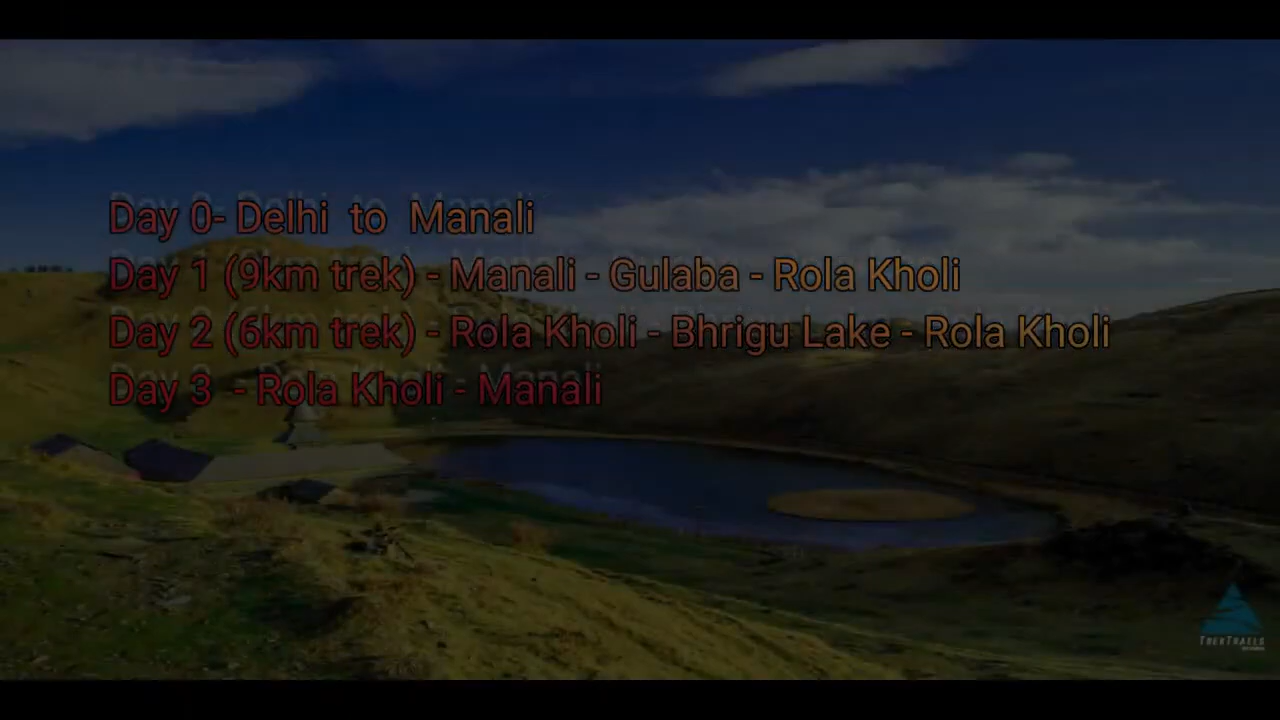 Day 0- Delhi to Manali
Day 1 (9km trek) - Manali - Gulaba - Rola Kholi
Day 2 (6km trek) - Rola Kholi - Bhrigu Lake - Rola Kholi
Day 3 - Rola Kholi - Manali
TREKTRAILS